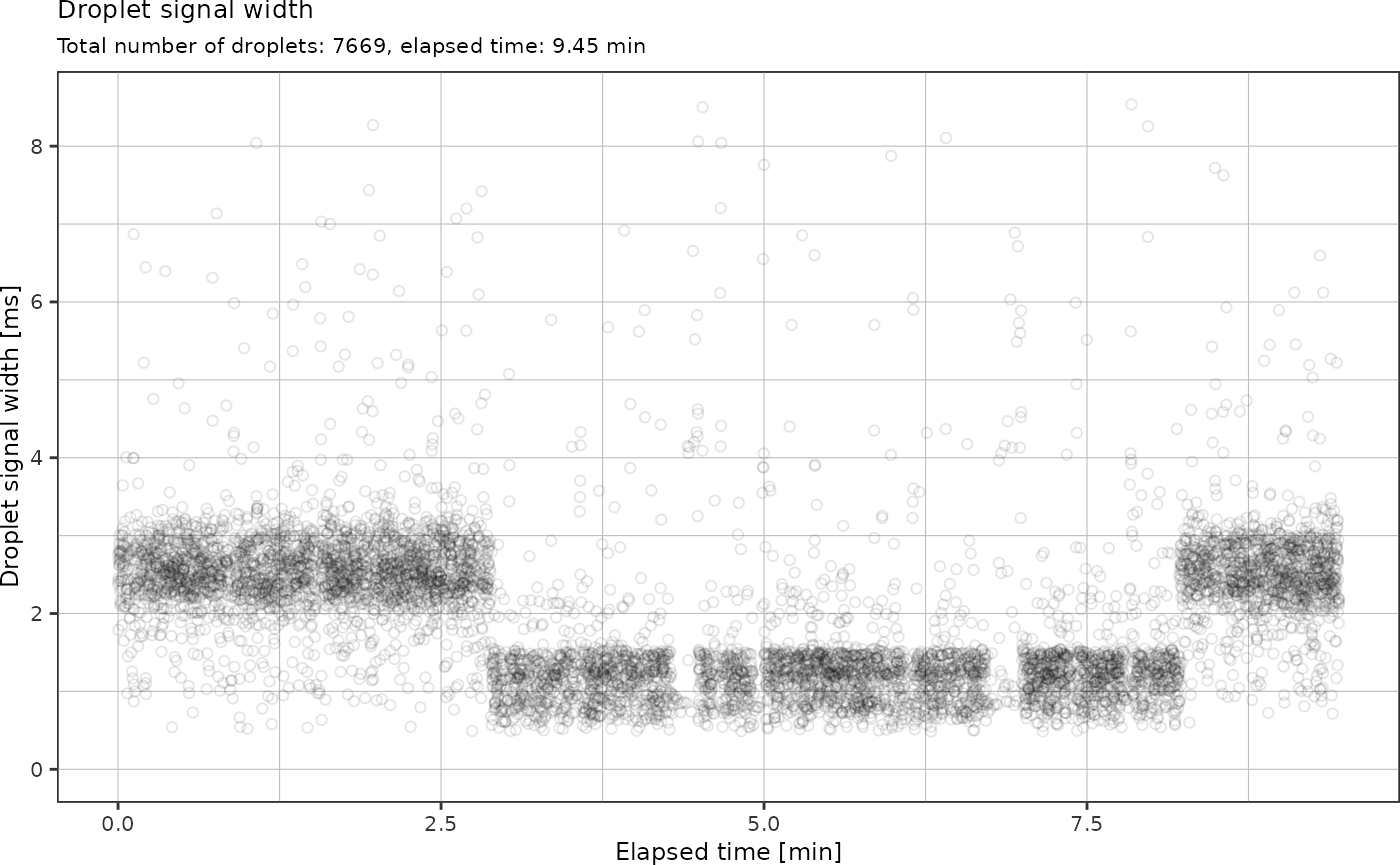 Droplet signal width
Total number of droplets: 7669, elapsed time: 9.45 min
Droplet signal width [ms]
8
6
4
2
0
0.0 2.5 5.0 7.5
Elapsed time [min]